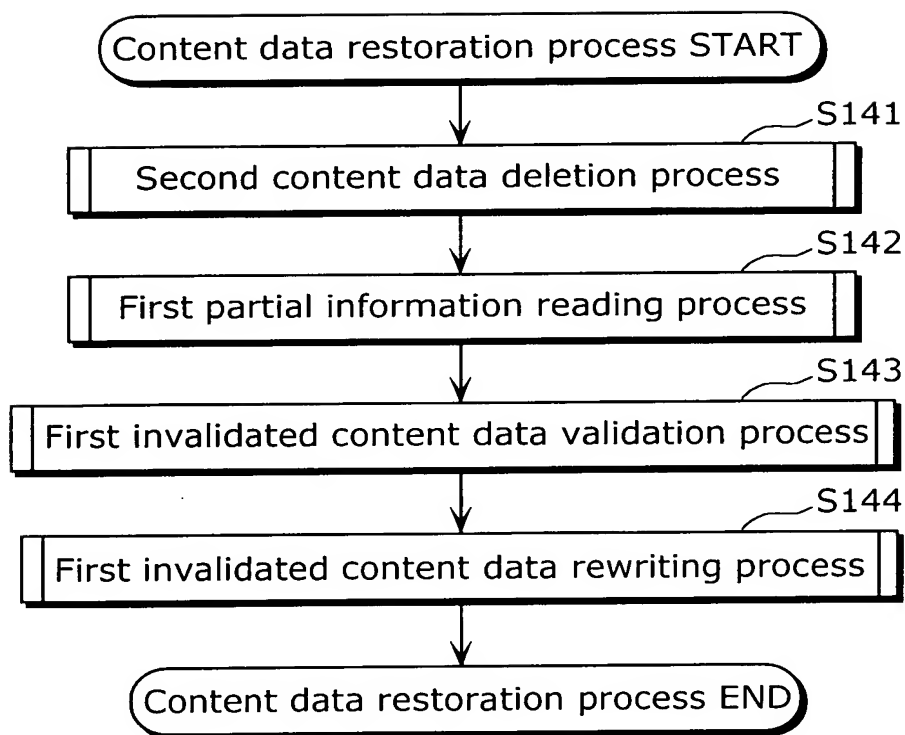 Content data restoration process START
S141
Second content data deletion process
S142
First partial information reading process
S143
First invalidated content data validation process
S144
First invalidated content data rewriting process
Content data restoration process END